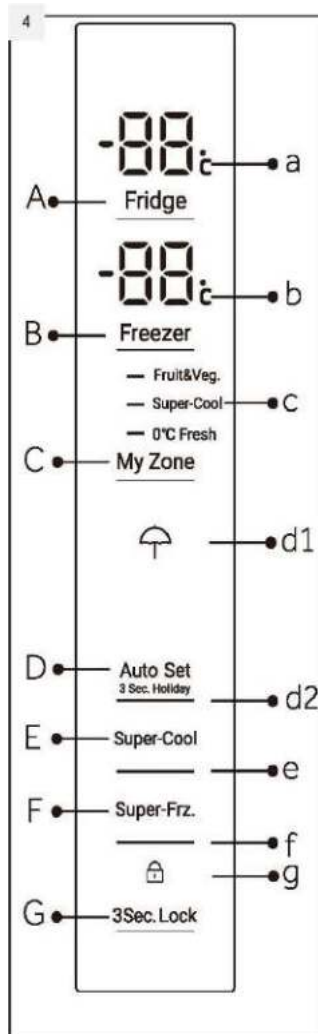 4
-88°c
a
A
Fridge
-88°c
b
B
Freezer
Fruit&Veg.
Super-Cool
c
0°C Fresh
C
My Zone
d1
D
Auto Set
3 Sec. Holiday
d2
E
Super-Cool
e
F
Super-Frz.
f
g
G
3Sec. Lock